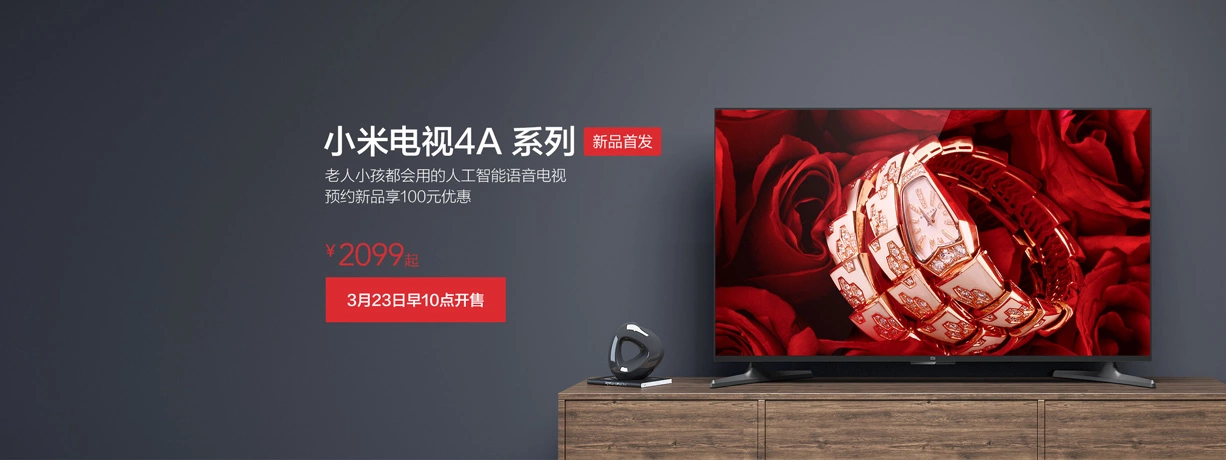 小米电视4A 系列 新品首发
老人小孩都会用的人工智能语音电视
预约新品享100元优惠
¥2099起
3月23日早10点开售